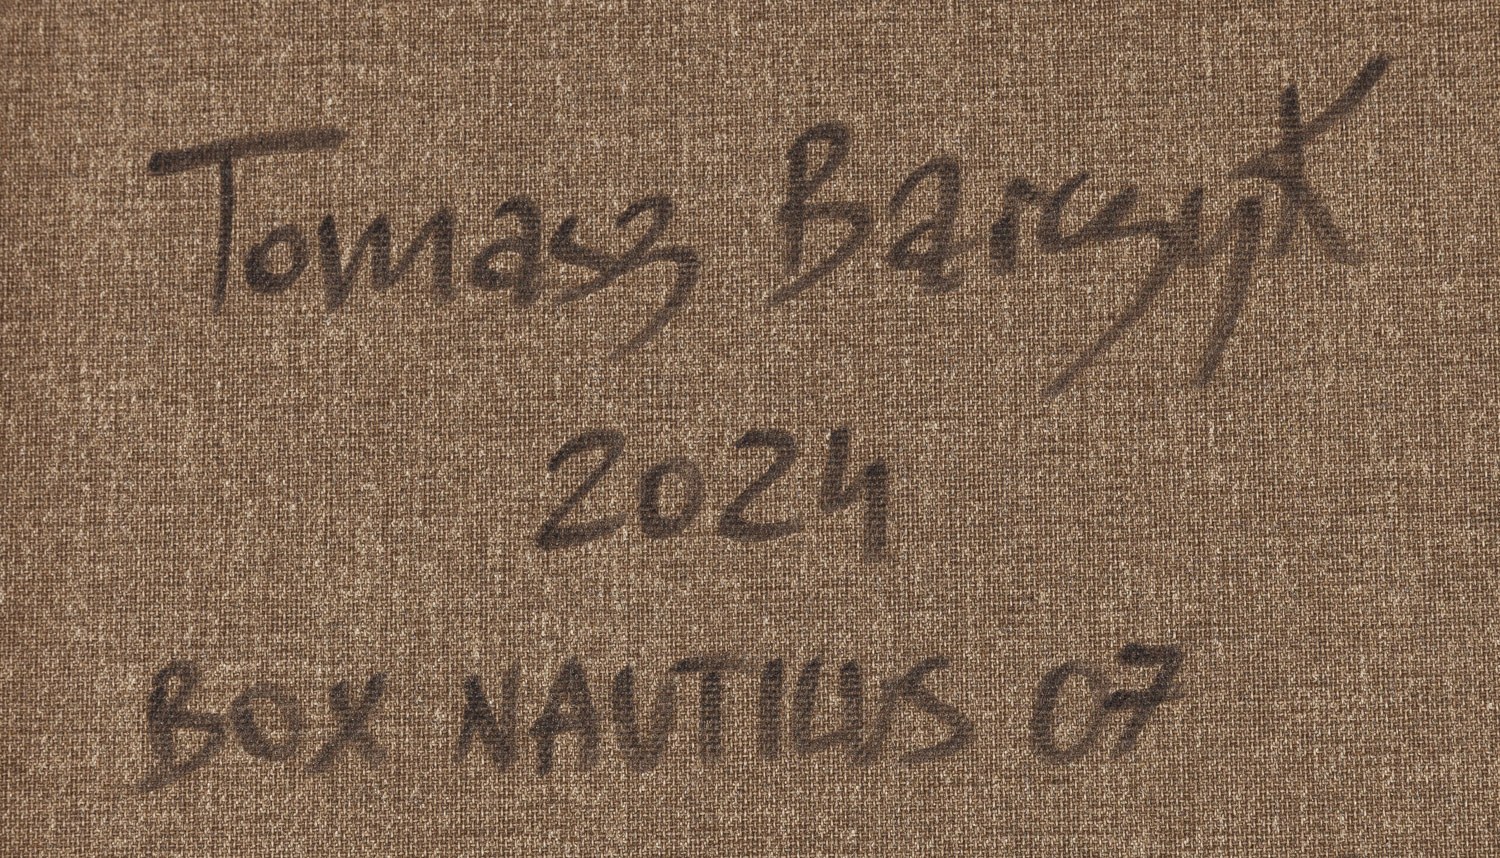 Tomasz Barczyk
2024
BOX NAUTILUS 07